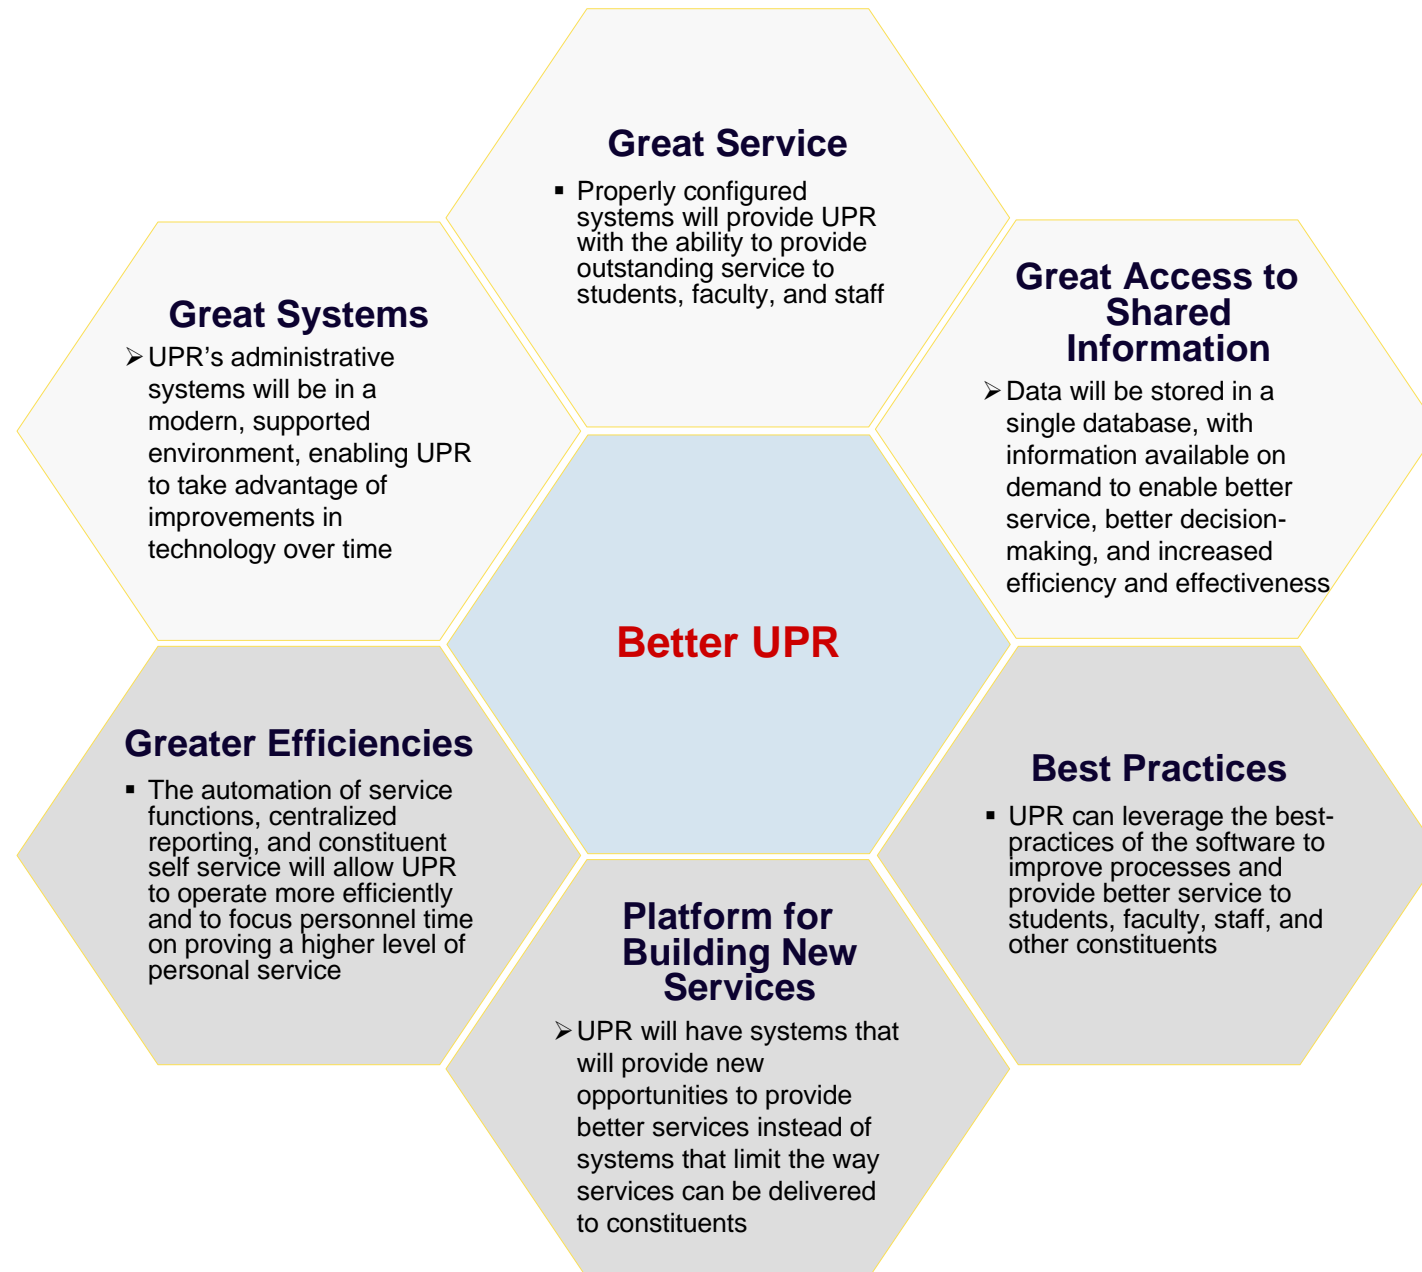 Great Service
▪ Properly configured
systems will provide UPR
with the ability to provide
outstanding service to
students, faculty, and staff
Great Systems
➢ UPR’s administrative
systems will be in a
modern, supported
environment, enabling UPR
to take advantage of
improvements in
technology over time
Great Access to
Shared
Information
➢ Data will be stored in a
single database, with
information available on
demand to enable better
service, better decision-
making, and increased
efficiency and effectiveness
Better UPR
Greater Efficiencies
▪ The automation of service
functions, centralized
reporting, and constituent
self service will allow UPR
to operate more efficiently
and to focus personnel time
on proving a higher level of
personal service
Best Practices
▪ UPR can leverage the best-
practices of the software to
improve processes and
provide better service to
students, faculty, staff, and
other constituents
Platform for
Building New
Services
➢ UPR will have systems that
will provide new
opportunities to provide
better services instead of
systems that limit the way
services can be delivered
to constituents